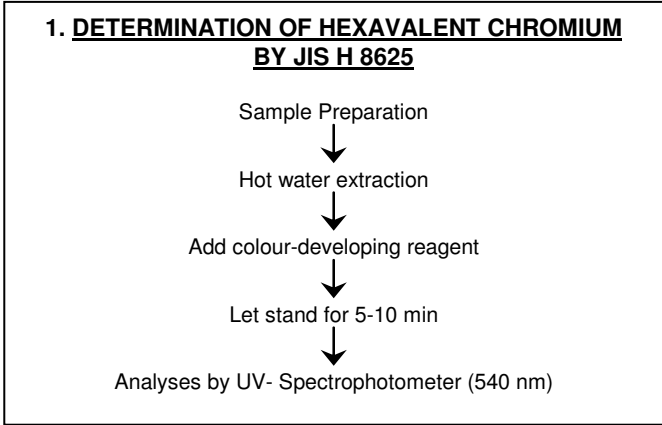 1. DETERMINATION OF HEXAVALENT CHROMIUM
BY JIS H 8625
Sample Preparation
Hot water extraction
Add colour-developing reagent
Let stand for 5-10 min
Analyses by UV- Spectrophotometer (540 nm)